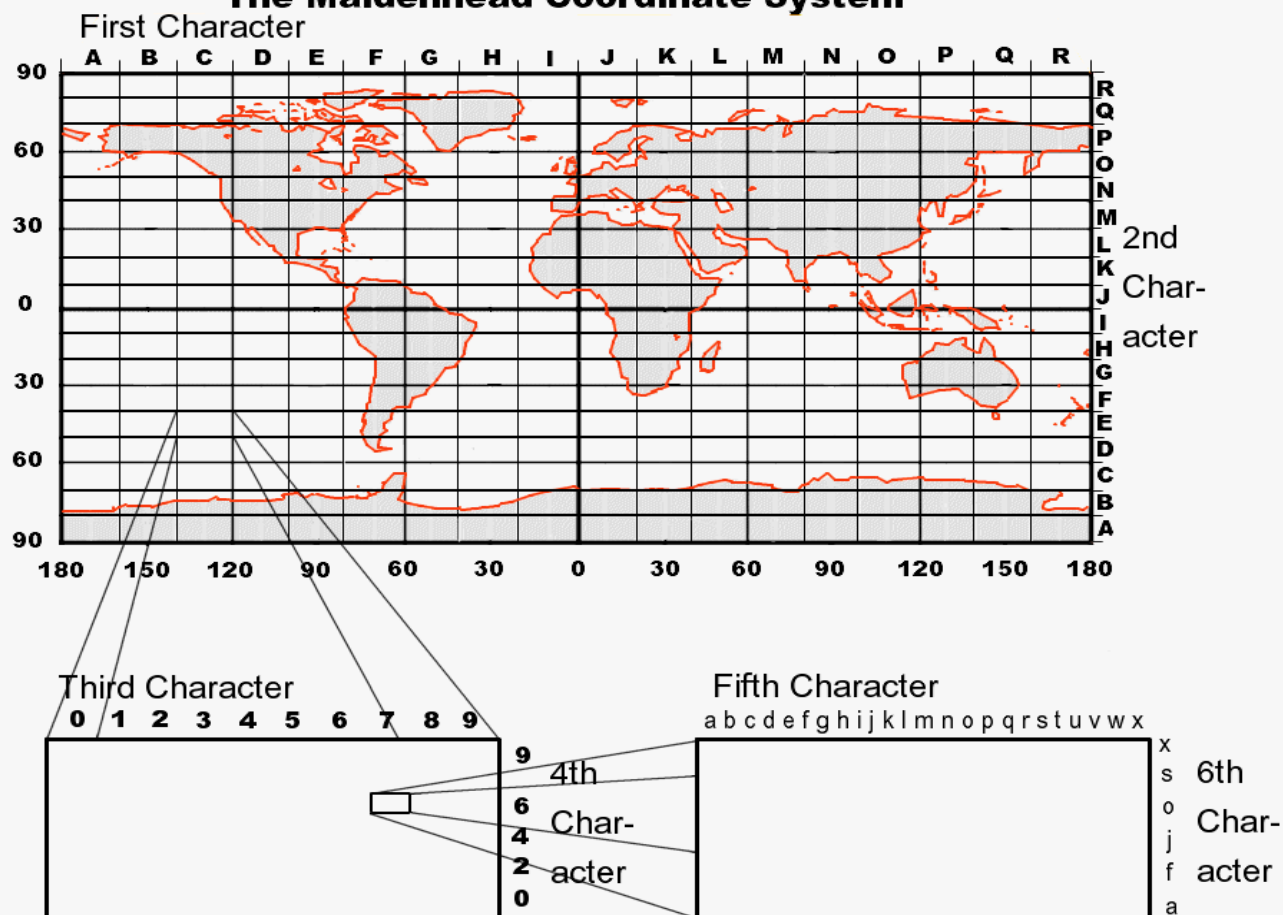 The Maidenhead Coordinate System
First Character
A B C D E F G H I J K L M N O P Q R
90
R
Q
P
60
O
N
M
30
L
2nd
K
Char-
J
0
I
acter
H
G
30
F
E
D
60
C
B
A
90
180 150 120 90 60 30 0 30 60 90 120 150 180
Third Character
0 1 2 3 4 5 6 7 8 9
9
4th
6
Char-
4
2
acter
0
Fifth Character
a b c d e f g h i j k l m n o p q r s t u v w x
x
s
6th
o
Char-
j
f
acter
a